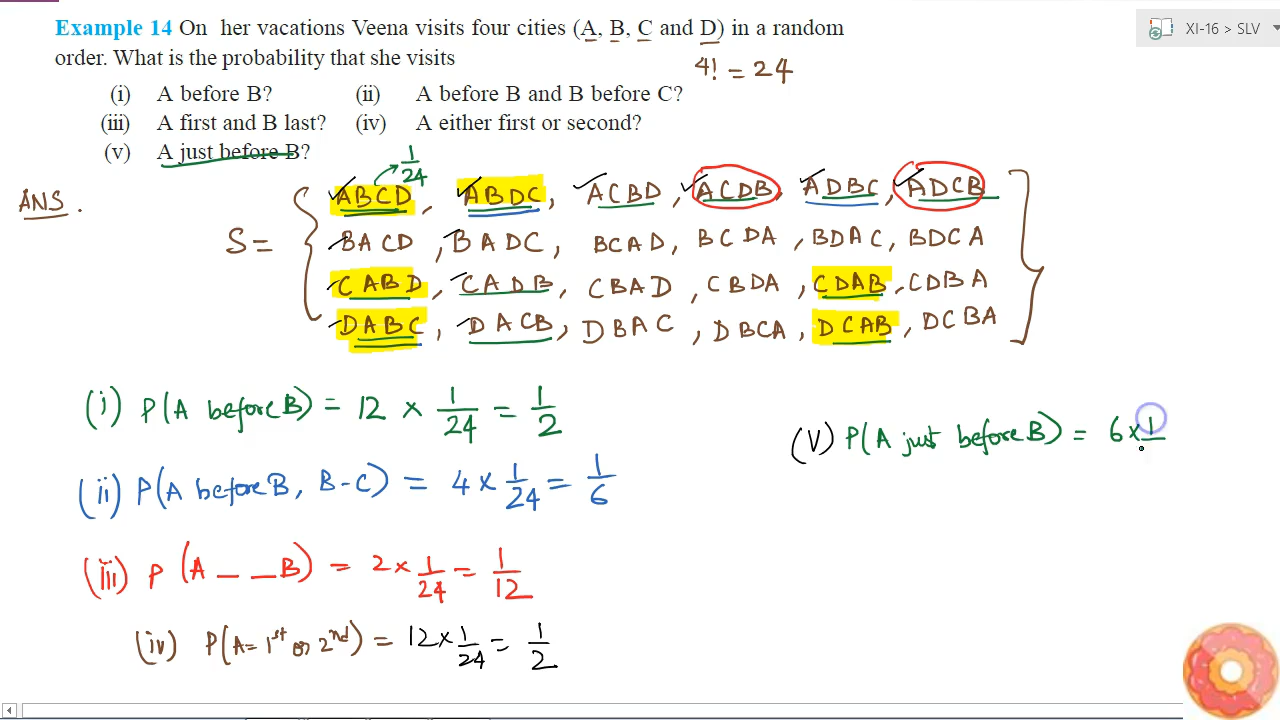 Example 14 On her vacations Veena visits four cities (A, B, C and D) in a random
order. What is the probability that she visits
4! = 24
(i) A before B? (ii) A before B and B before C?
(iii) A first and B last? (iv) A either first or second?
(v) A just before B?
XI-16 > SLV
1/24
ANS.
S = { ABCD, ABDC, ACBD, ACDB, ADBC, ADCB
BACD, BADC, BCAD, BCDA, BDAC, BDCA
CABD, CADB, CBAD, CBDA, CDAB, CDBA
DABC, DACB, DBAC, DBCA, DCAB, DCBA }
(i) P(A before B) = 12 × 1/24 = 1/2
(ii) P(A before B, B-C) = 4 × 1/24 = 1/6
(iii) P(A _ _ B) = 2 × 1/24 = 1/12
(iv) P(A = 1st or 2nd) = 12 × 1/24 = 1/2
(V) P(A just before B) = 6 × 1/